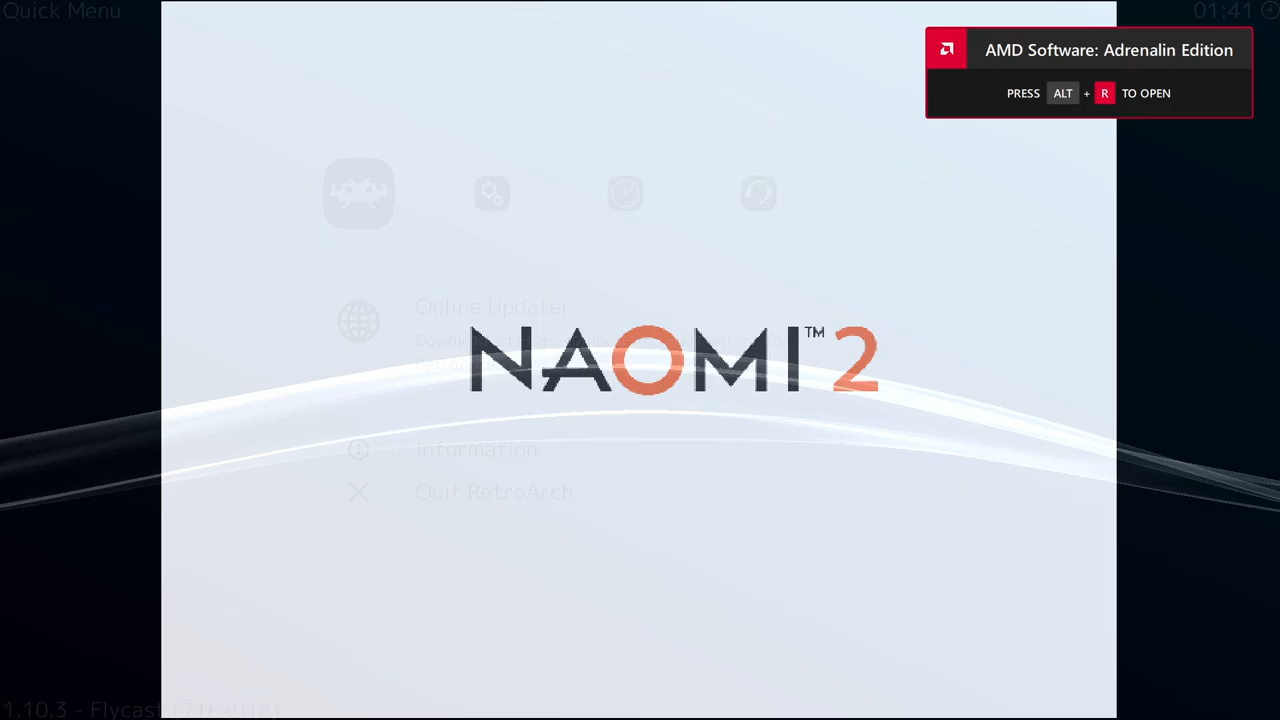 Quick Menu
01:41
AMD Software: Adrenalin Edition
PRESS ALT + R TO OPEN
Online Updater
NAOMI™ 2
Information
Quit RetroArch
1.10.3 - Flycast